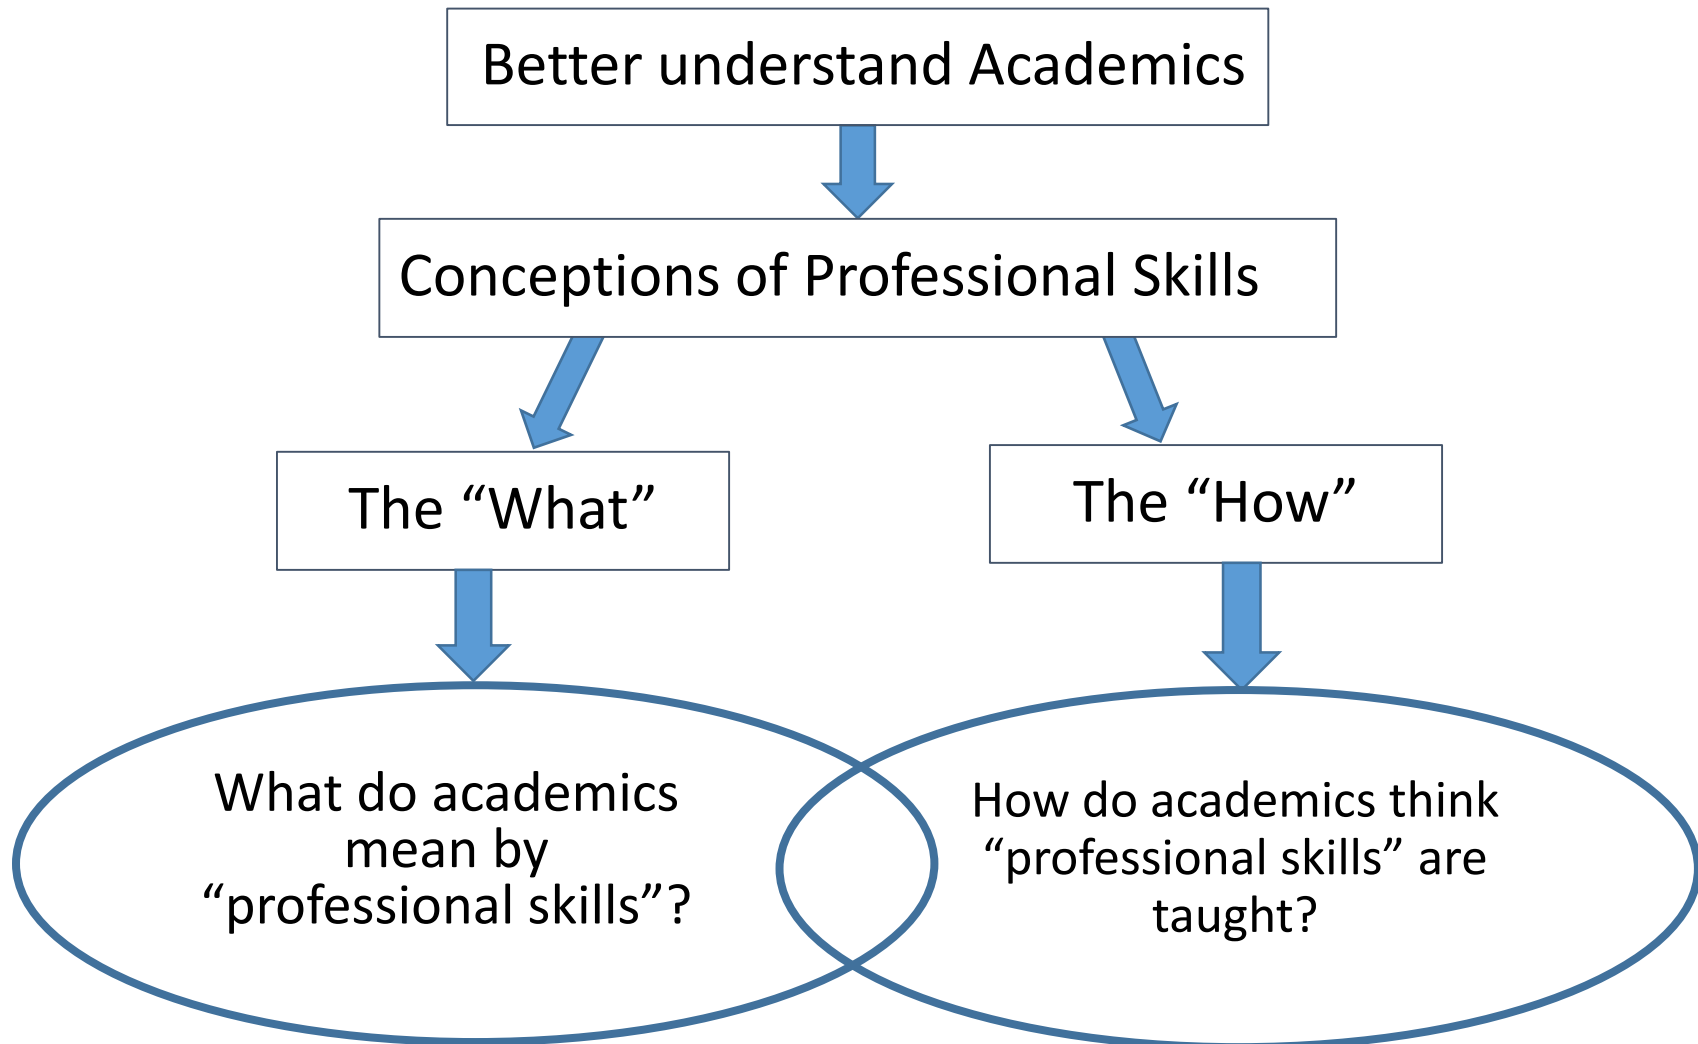 Better understand Academics
Conceptions of Professional Skills
The “What”
The “How”
What do academics
mean by
“professional skills”?
How do academics think
“professional skills” are
taught?